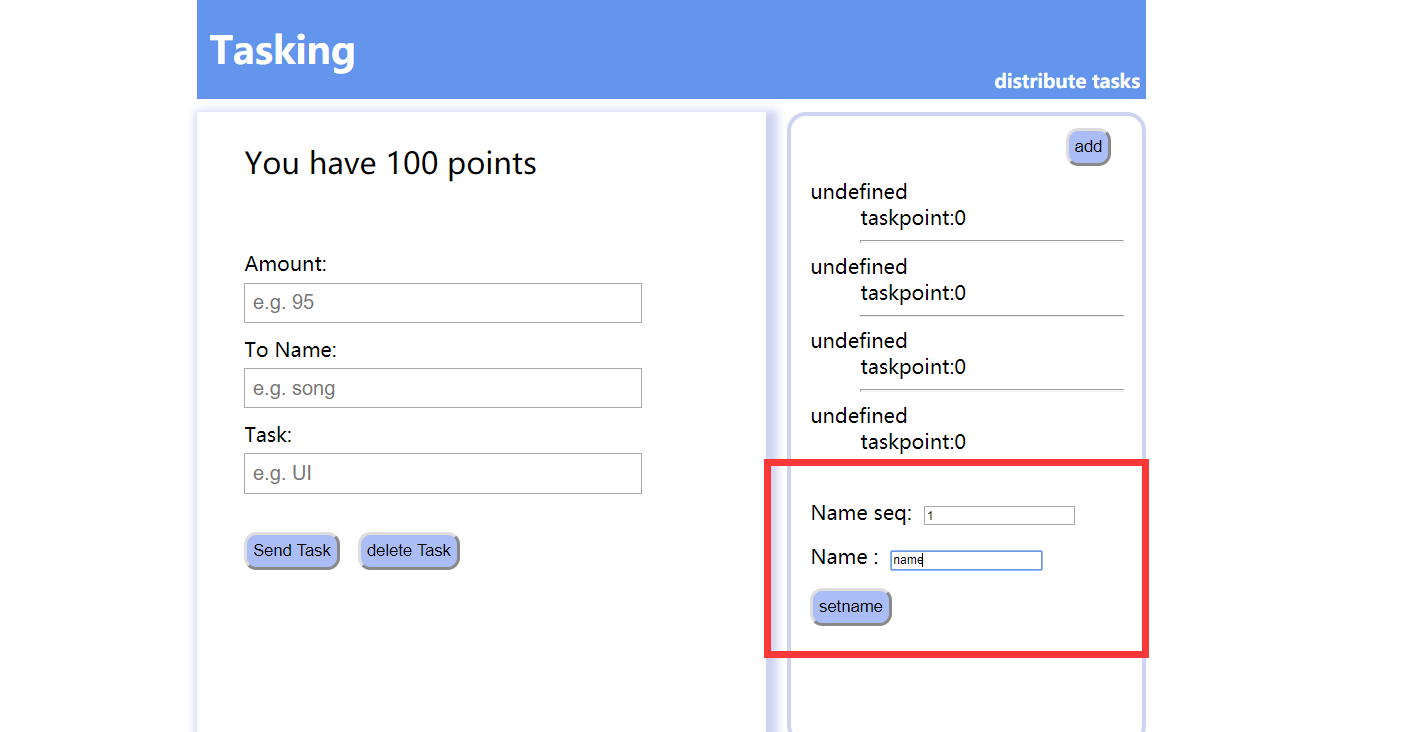 Tasking
distribute tasks
You have 100 points
Amount:
e.g. 95
To Name:
e.g. song
Task:
e.g. UI
Send Task
delete Task
add
undefined
taskpoint:0
undefined
taskpoint:0
undefined
taskpoint:0
undefined
taskpoint:0
Name seq: 1
Name : name
setname